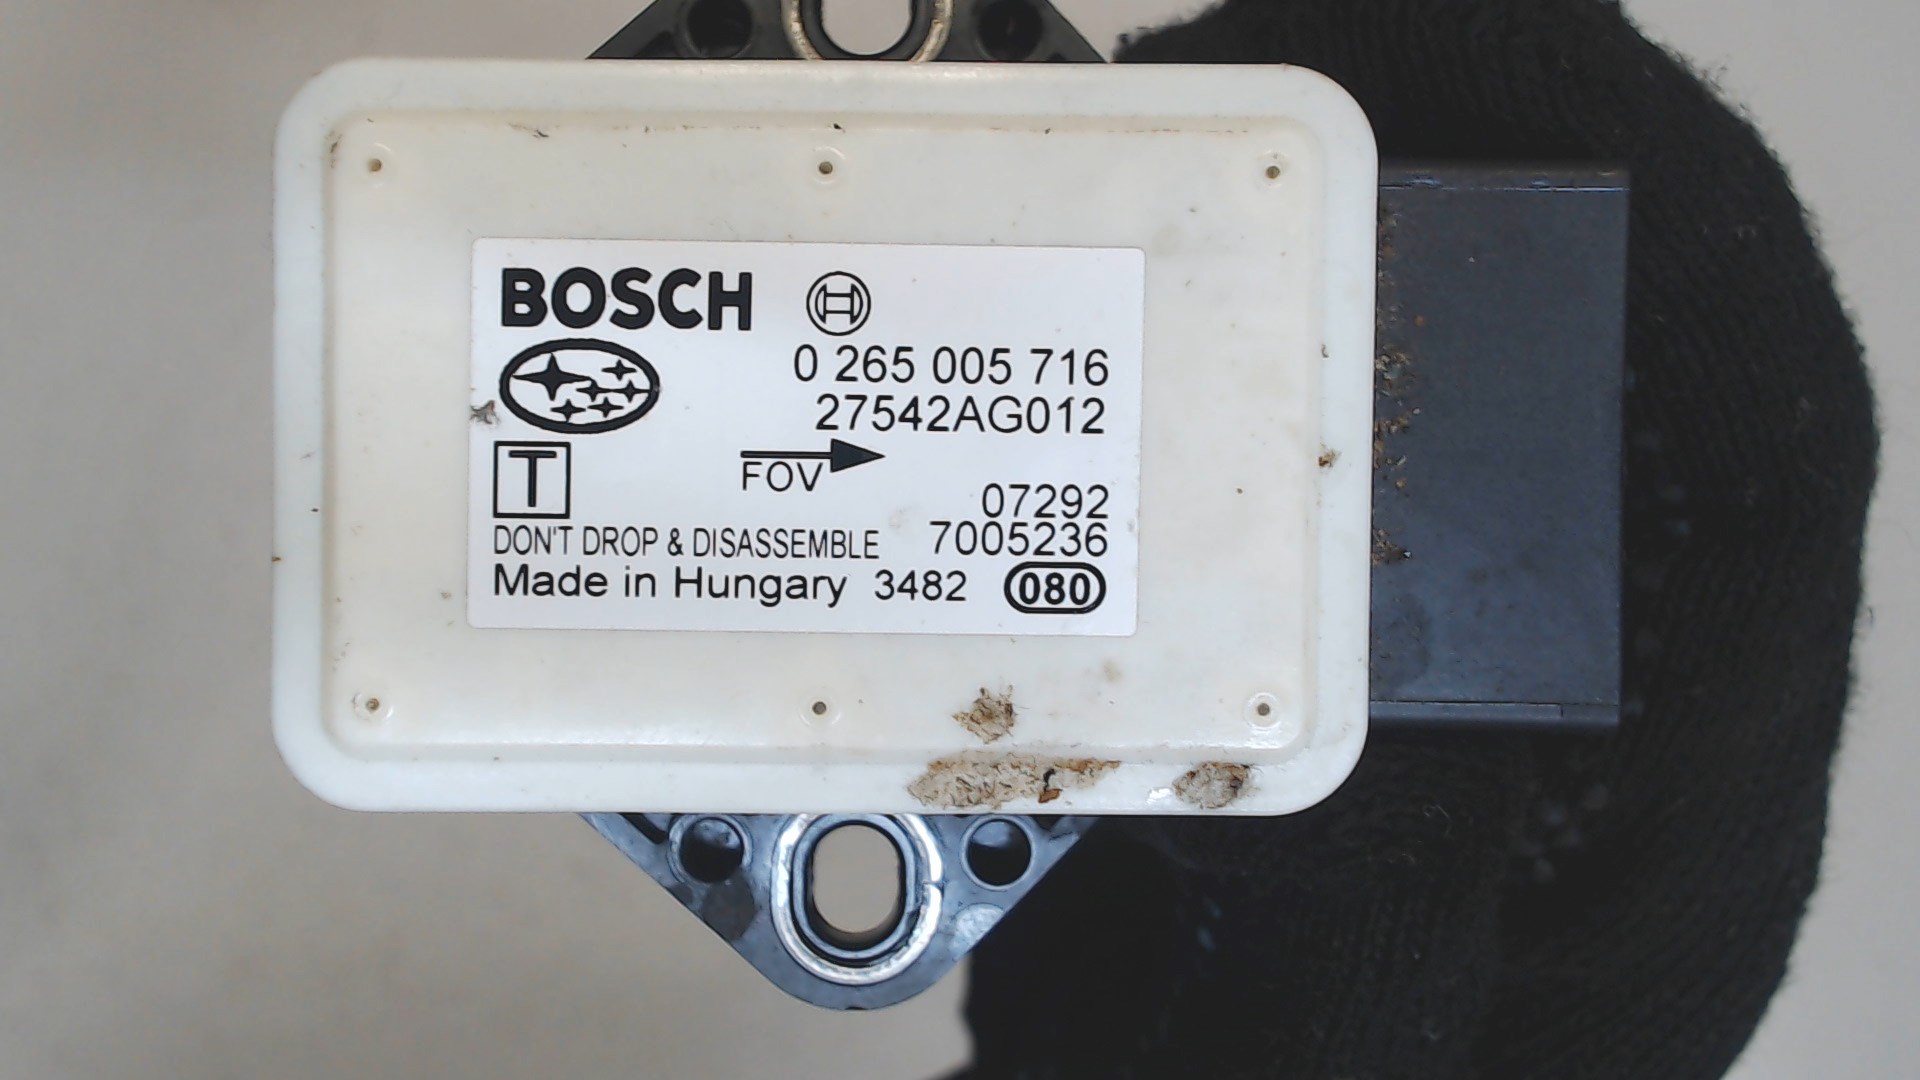 BOSCH
0 265 005 716
27542AG012
T
FOV
07292
DON'T DROP & DISASSEMBLE 7005236
Made in Hungary 3482 080